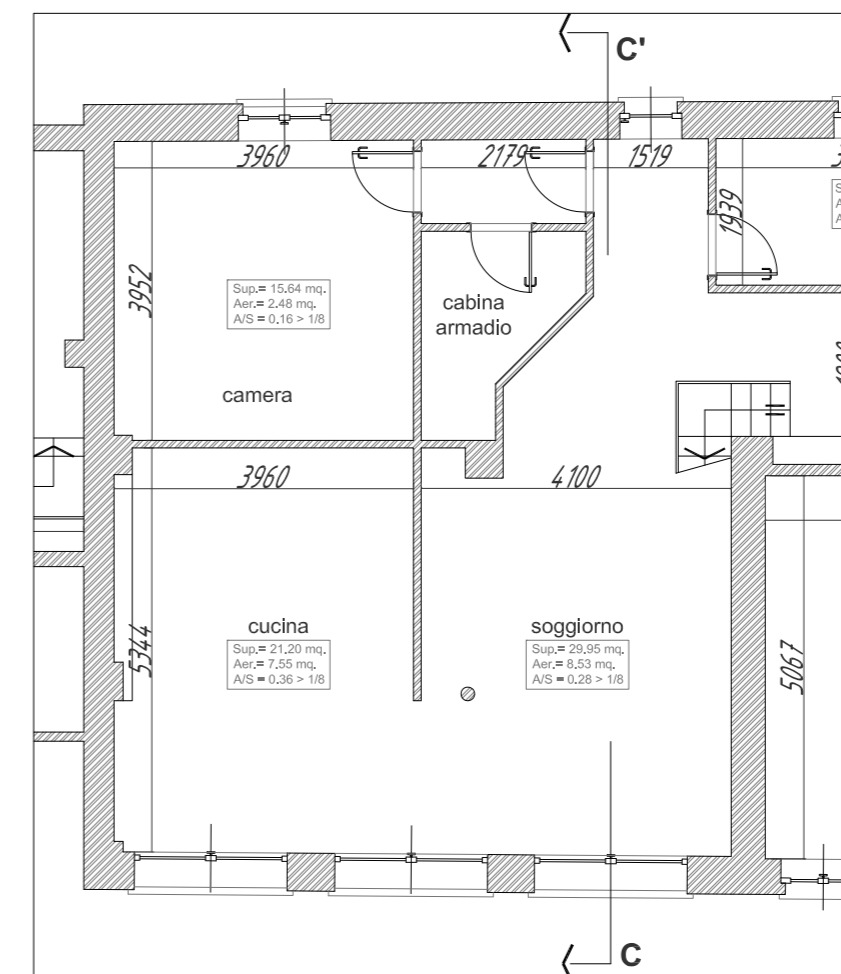 C'
3960
2179
1519
1939
3952
Sup.= 15.64 mq.
Aer.= 2.48 mq.
A/S = 0.16 > 1/8
cabina
armadio
camera
3960
4100
cucina
Sup.= 21.20 mq.
Aer.= 7.55 mq.
A/S = 0.36 > 1/8
soggiorno
Sup.= 29.95 mq.
Aer.= 8.53 mq.
A/S = 0.28 > 1/8
5344
5067
C